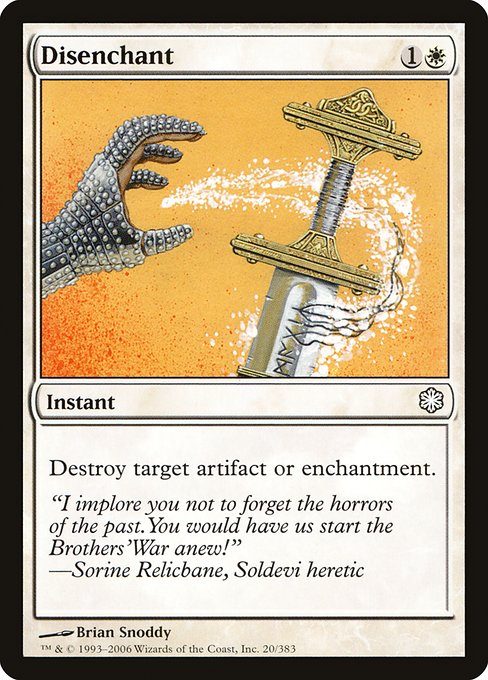 Disenchant 1
Instant
Destroy target artifact or enchantment.
“I implore you not to forget the horrors
of the past. You would have us start the
Brothers’ War anew!”
—Sorine Relicbane, Soldevi heretic
Brian Snoddy
™ & © 1993–2006 Wizards of the Coast, Inc. 20/383